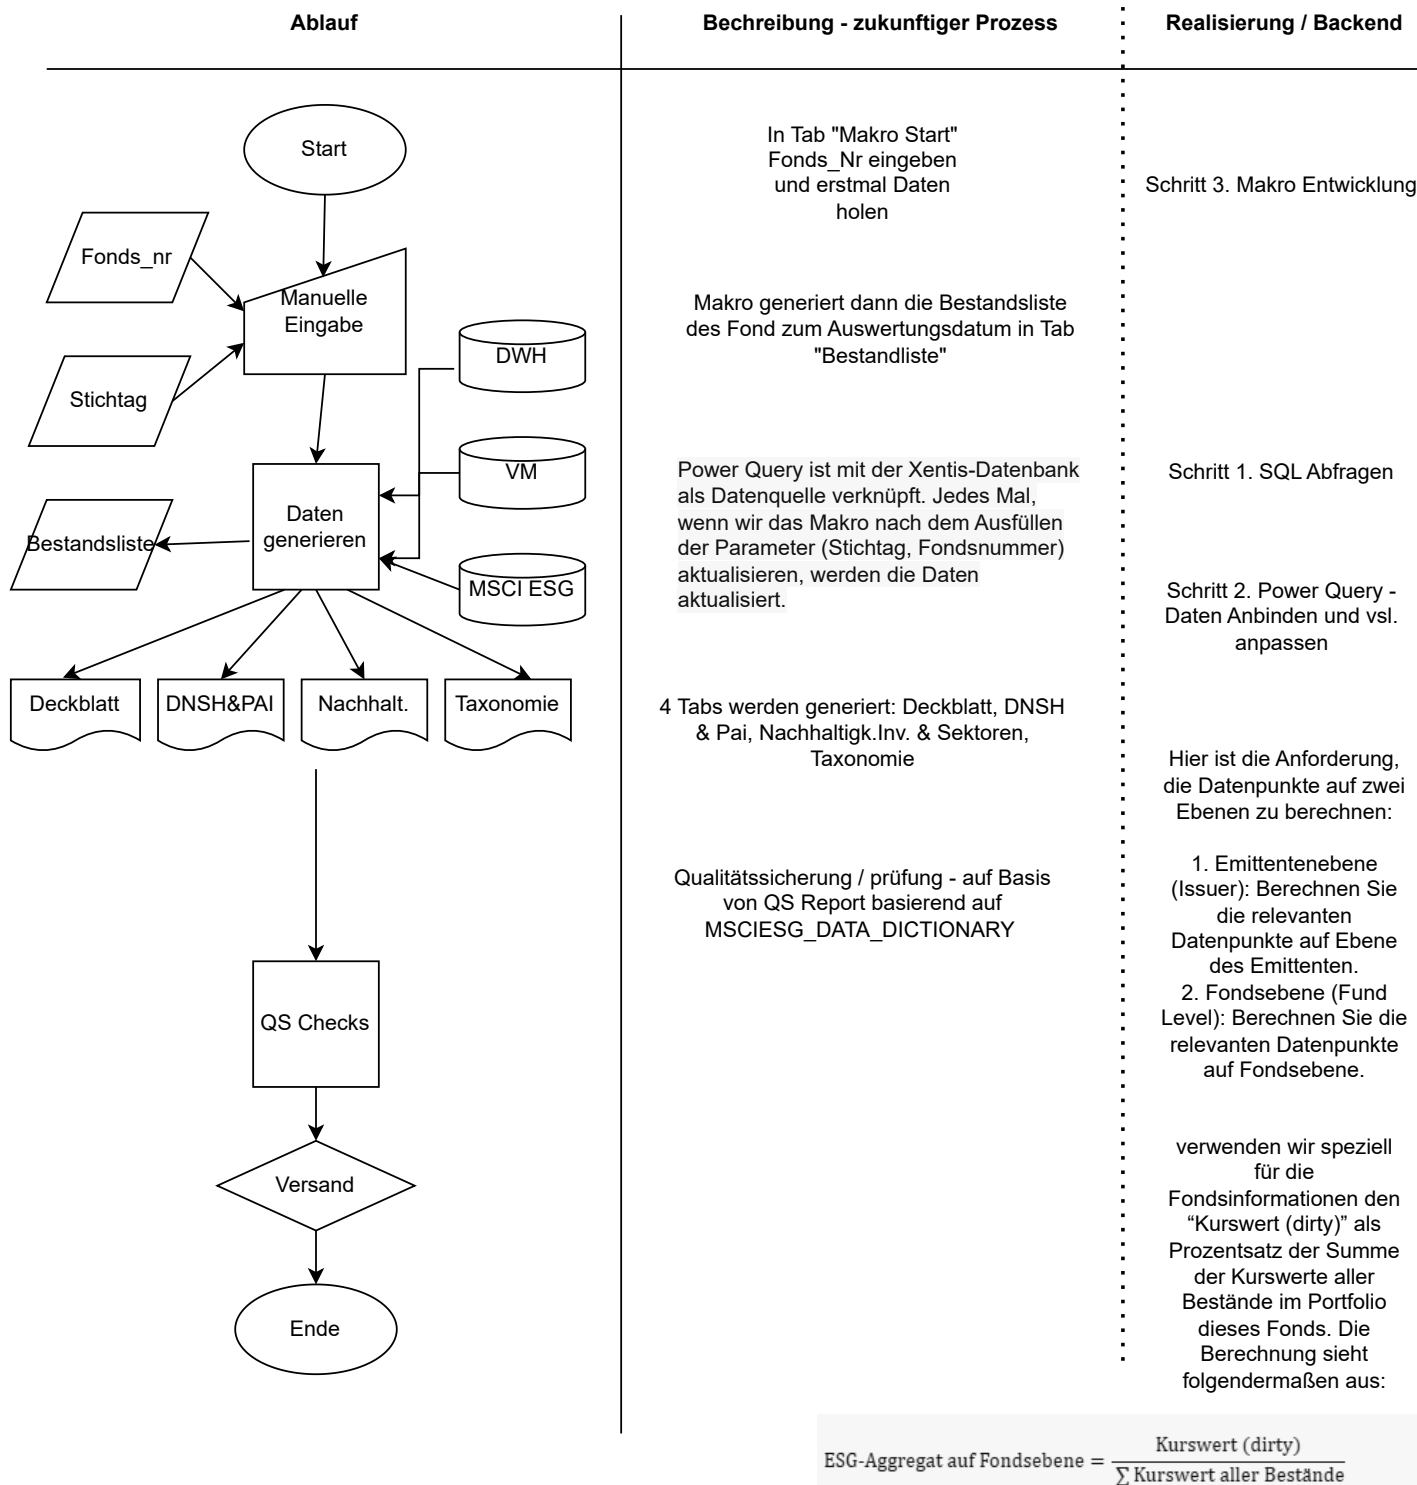 Ablauf
Bechreibung - zukunftiger Prozess
Realisierung / Backend
Start
Fonds_nr
Manuelle
Eingabe
Stichtag
DWH
VM
MSCI ESG
Daten
generieren
Bestandsliste
Deckblatt
DNSH&PAI
Nachhalt.
Taxonomie
QS Checks
Versand
Ende
In Tab "Makro Start"
Fonds_Nr eingeben
und erstmal Daten
holen
Makro generiert dann die Bestandsliste
des Fond zum Auswertungsdatum in Tab
"Bestandliste"
Power Query ist mit der Xentis-Datenbank
als Datenquelle verknüpft. Jedes Mal,
wenn wir das Makro nach dem Ausfüllen
der Parameter (Stichtag, Fondsnummer)
aktualisieren, werden die Daten
aktualisiert.
4 Tabs werden generiert: Deckblatt, DNSH
& Pai, Nachhaltigk.Inv. & Sektoren,
Taxonomie
Qualitätssicherung / prüfung - auf Basis
von QS Report basierend auf
MSCIESG_DATA_DICTIONARY
Schritt 3. Makro Entwicklung
Schritt 1. SQL Abfragen
Schritt 2. Power Query -
Daten Anbinden und vsl.
anpassen
Hier ist die Anforderung,
die Datenpunkte auf zwei
Ebenen zu berechnen:
1. Emittentenebene
(Issuer): Berechnen Sie
die relevanten
Datenpunkte auf Ebene
des Emittenten.
2. Fondsebene (Fund
Level): Berechnen Sie die
relevanten Datenpunkte
auf Fondsebene.
verwenden wir speziell
für die
Fondsinformationen den
“Kurswert (dirty)” als
Prozentsatz der Summe
der Kurswerte aller
Bestände im Portfolio
dieses Fonds. Die
Berechnung sieht
folgendermaßen aus:
Kurswert (dirty)
ESG-Aggregat auf Fondsebene =
∑ Kurswert aller Bestände